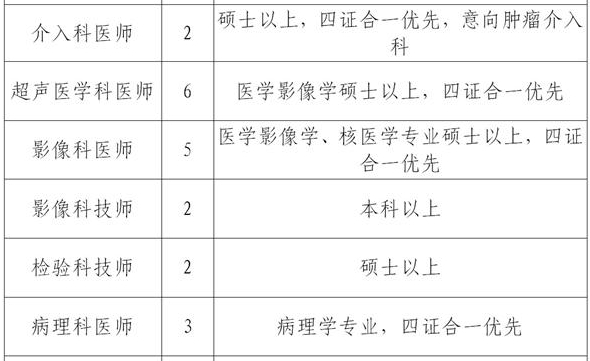 介入科医师 2 硕士以上，四证合一优先，意向肿瘤介入
科
超声医学科医师 6 医学影像学硕士以上，四证合一优先
影像科医师 5 医学影像学、核医学专业硕士以上，四证
合一优先
影像科技师 2 本科以上
检验科技师 2 硕士以上
病理科医师 3 病理学专业，四证合一优先